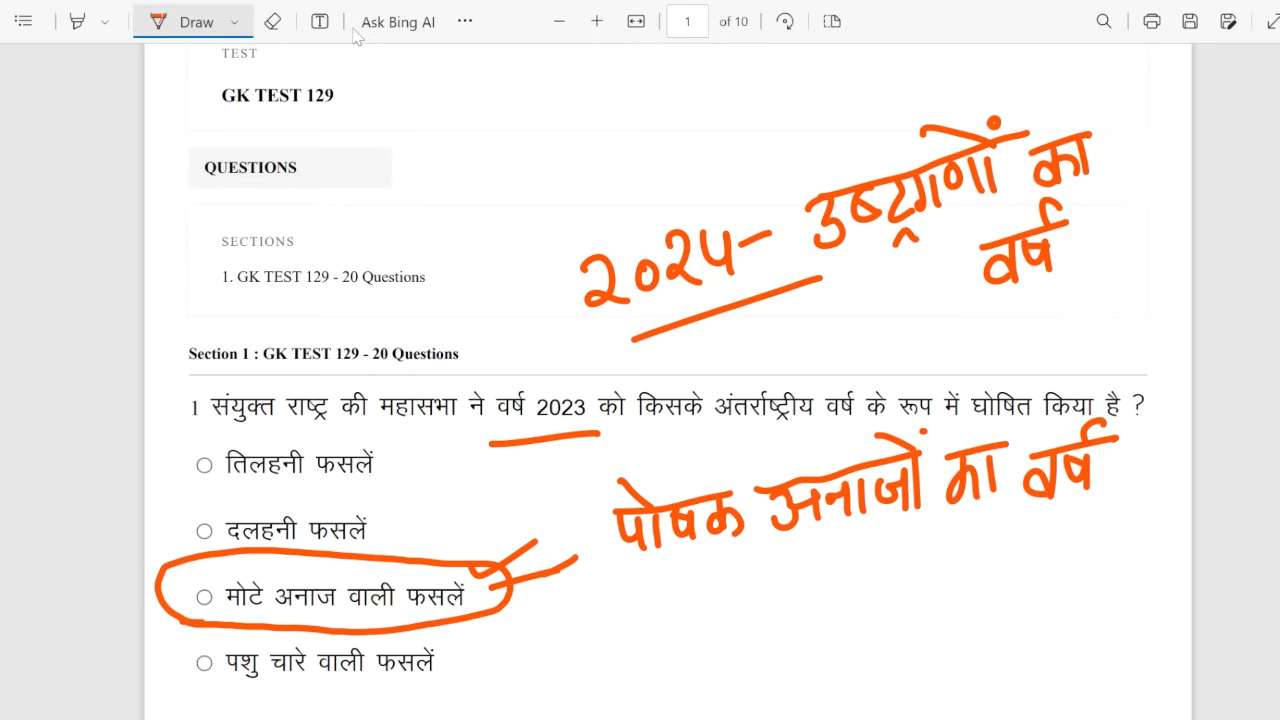 Draw
Ask Bing AI
1 of 10
TEST
GK TEST 129
QUESTIONS
SECTIONS
1. GK TEST 129 - 20 Questions
2024- उष्ट्रगणों का
वर्ष
Section 1 : GK TEST 129 - 20 Questions
1 संयुक्त राष्ट्र की महासभा ने वर्ष 2023 को किसके अंतर्राष्ट्रीय वर्ष के रूप में घोषित किया है ?
तिलहनी फसलें
पोषक अनाजों का वर्ष
दलहनी फसलें
मोटे अनाज वाली फसलें
पशु चारे वाली फसलें